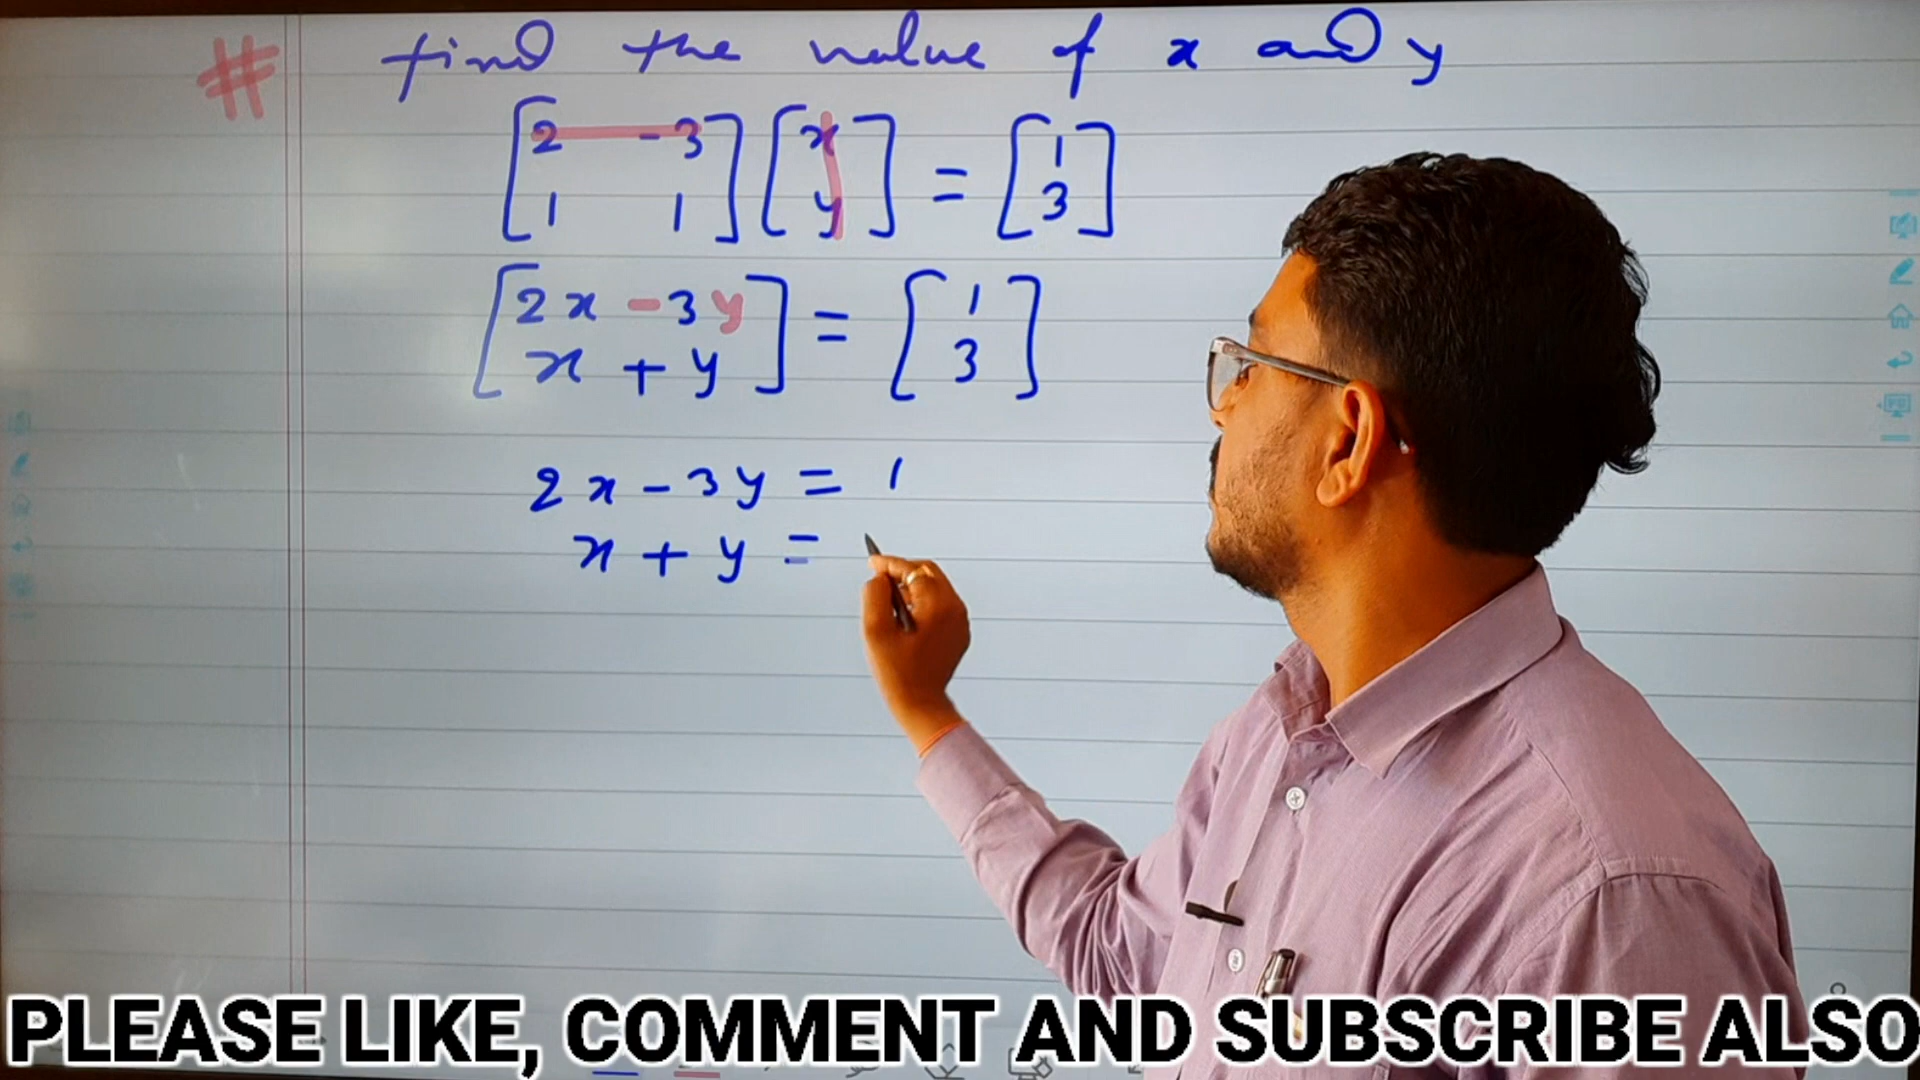 # find the value of x and y
[2 -3] [x] = [1]
[1 1] [y] [3]
[2x - 3y] = [1]
[x + y] [3]
2x - 3y = 1
x + y =
PLEASE LIKE, COMMENT AND SUBSCRIBE ALSO